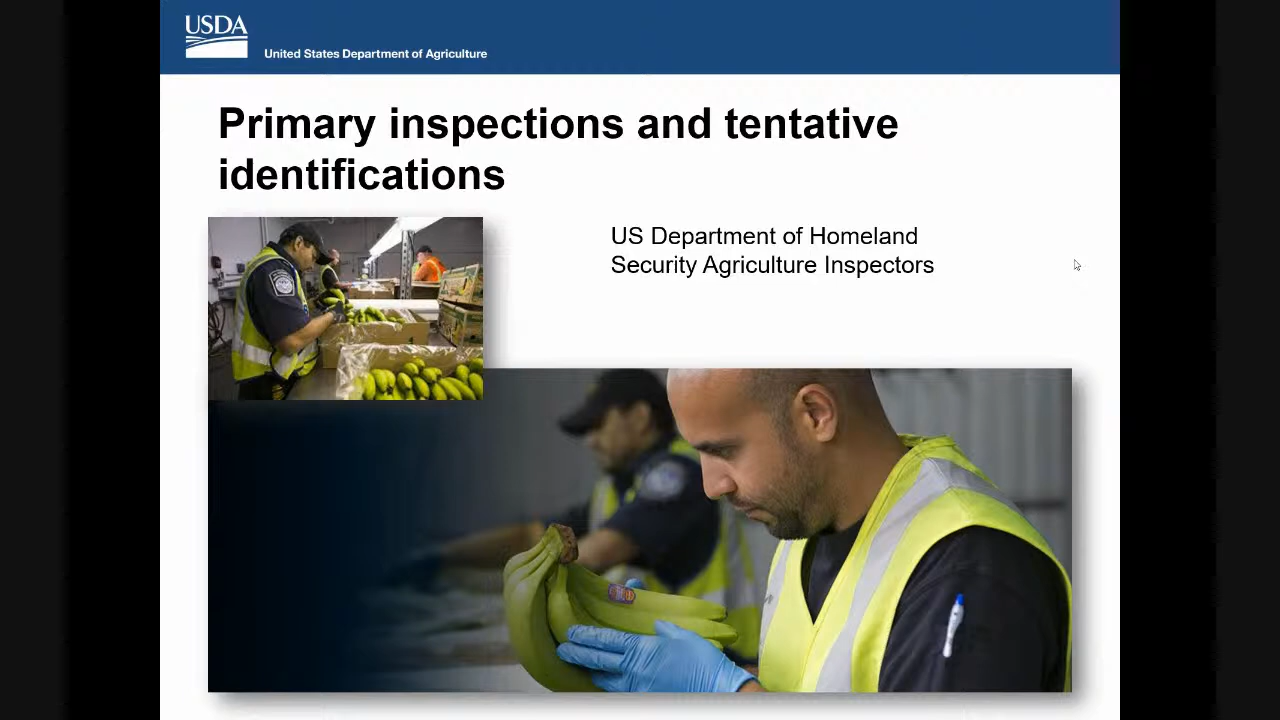 USDA
United States Department of Agriculture
Primary inspections and tentative
identifications
US Department of Homeland
Security Agriculture Inspectors